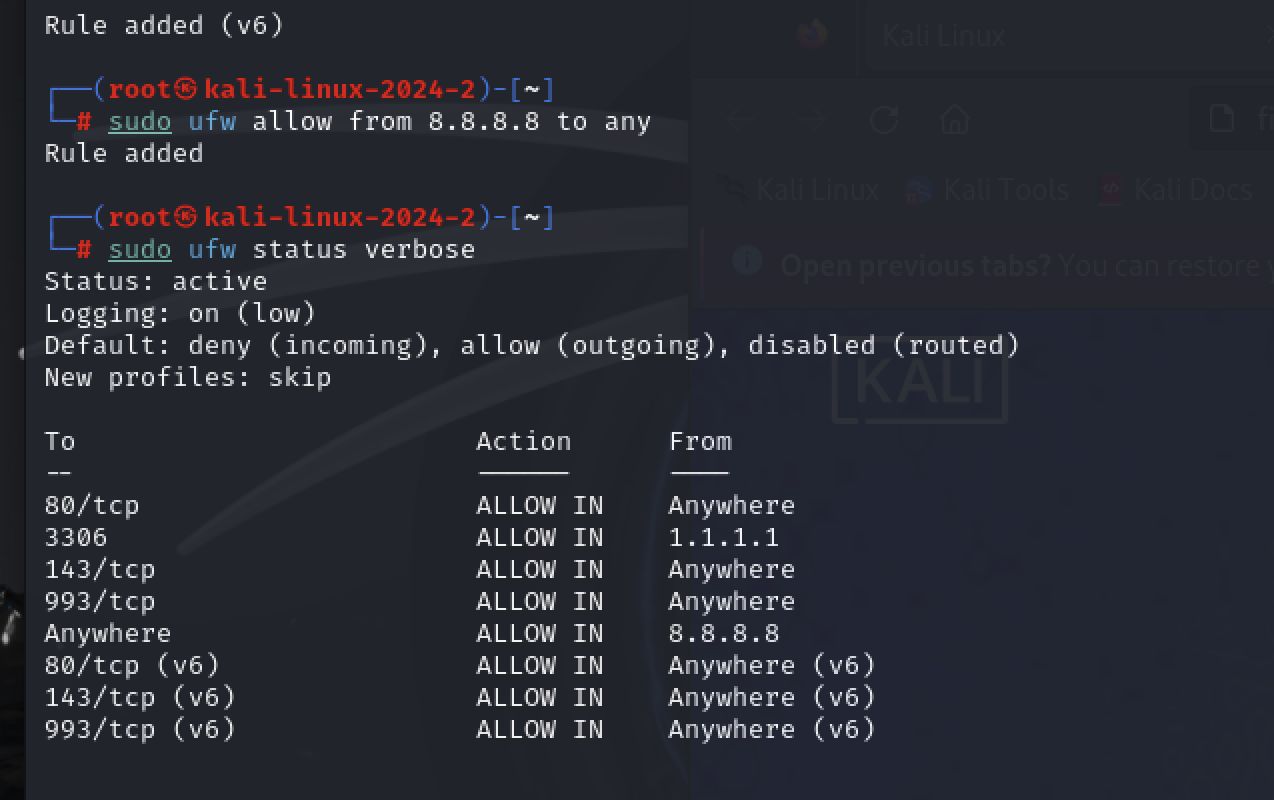 Rule added (v6)
┌──(root㉿kali-linux-2024-2)-[~]
└─# sudo ufw allow from 8.8.8.8 to any
Rule added
┌──(root㉿kali-linux-2024-2)-[~]
└─# sudo ufw status verbose
Status: active
Logging: on (low)
Default: deny (incoming), allow (outgoing), disabled (routed)
New profiles: skip
To Action From
-- ------ ----
80/tcp ALLOW IN Anywhere
3306 ALLOW IN 1.1.1.1
143/tcp ALLOW IN Anywhere
993/tcp ALLOW IN Anywhere
Anywhere ALLOW IN 8.8.8.8
80/tcp (v6) ALLOW IN Anywhere (v6)
143/tcp (v6) ALLOW IN Anywhere (v6)
993/tcp (v6) ALLOW IN Anywhere (v6)
Kali Linux
Kali Linux Kali Tools Kali Docs
Open previous tabs? You can restore
KALI